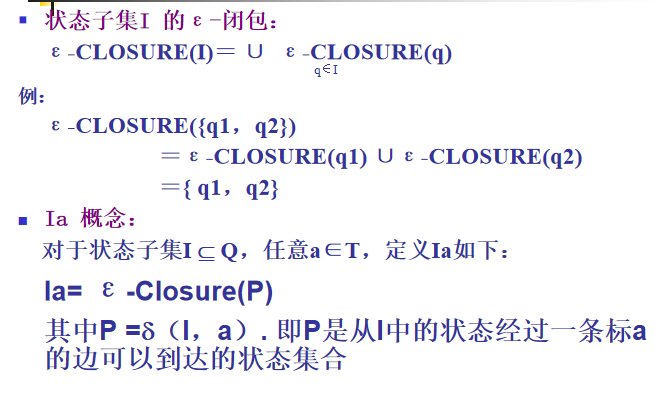 ▪ 状态子集I 的ε-闭包：
ε-CLOSURE(I)＝ ∪ ε-CLOSURE(q)
q∈I
例：
ε-CLOSURE({q1，q2})
＝ε-CLOSURE(q1) ∪ ε-CLOSURE(q2)
＝{ q1，q2}
▪ Ia 概念：
对于状态子集I ⊆ Q，任意a∈T，定义Ia如下：
Ia= ε -Closure(P)
其中P =δ（I，a）. 即P是从I中的状态经过一条标a
的边可以到达的状态集合